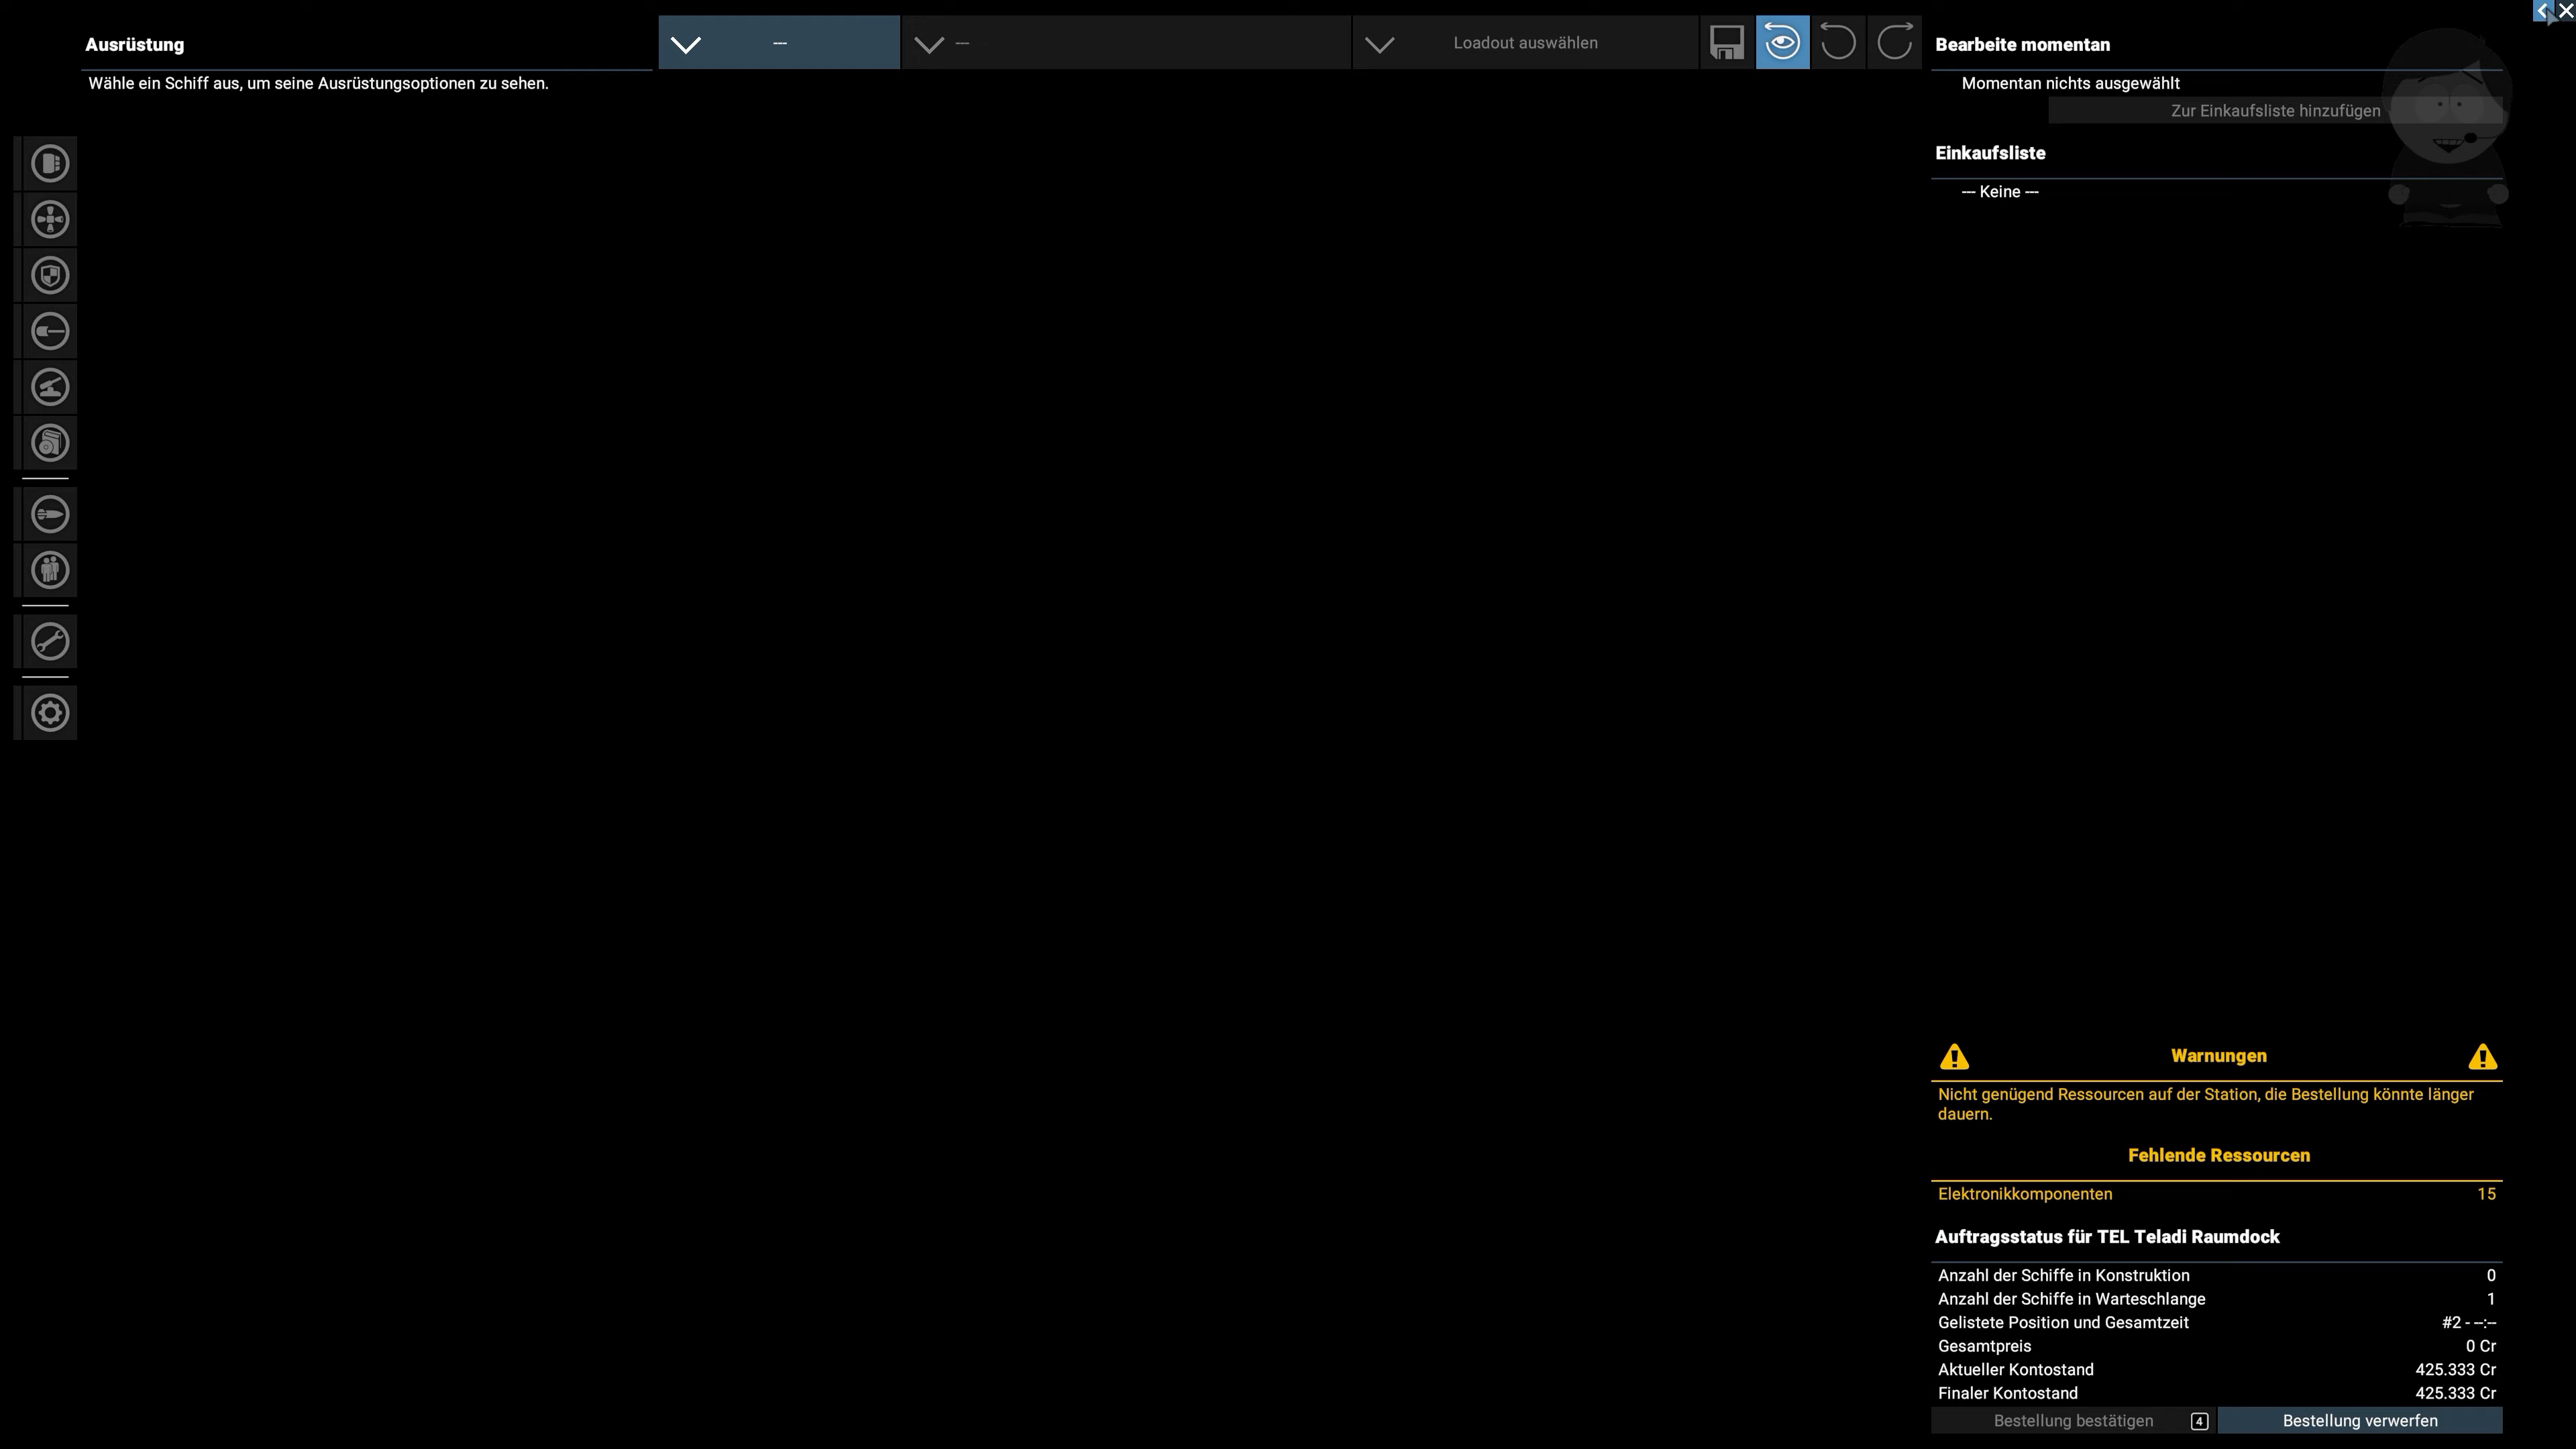 Ausrüstung
Wähle ein Schiff aus, um seine Ausrüstungsoptionen zu sehen.
---
---
Loadout auswählen
Bearbeite momentan
Momentan nichts ausgewählt
Zur Einkaufsliste hinzufügen
Einkaufsliste
--- Keine ---
Warnungen
Nicht genügend Ressourcen auf der Station, die Bestellung könnte länger
dauern.
Fehlende Ressourcen
Elektronikkomponenten 15
Auftragsstatus für TEL Teladi Raumdock
Anzahl der Schiffe in Konstruktion 0
Anzahl der Schiffe in Warteschlange 1
Gelistete Position und Gesamtzeit #2 - --:--
Gesamtpreis 0 Cr
Aktueller Kontostand 425.333 Cr
Finaler Kontostand 425.333 Cr
Bestellung bestätigen 4 Bestellung verwerfen